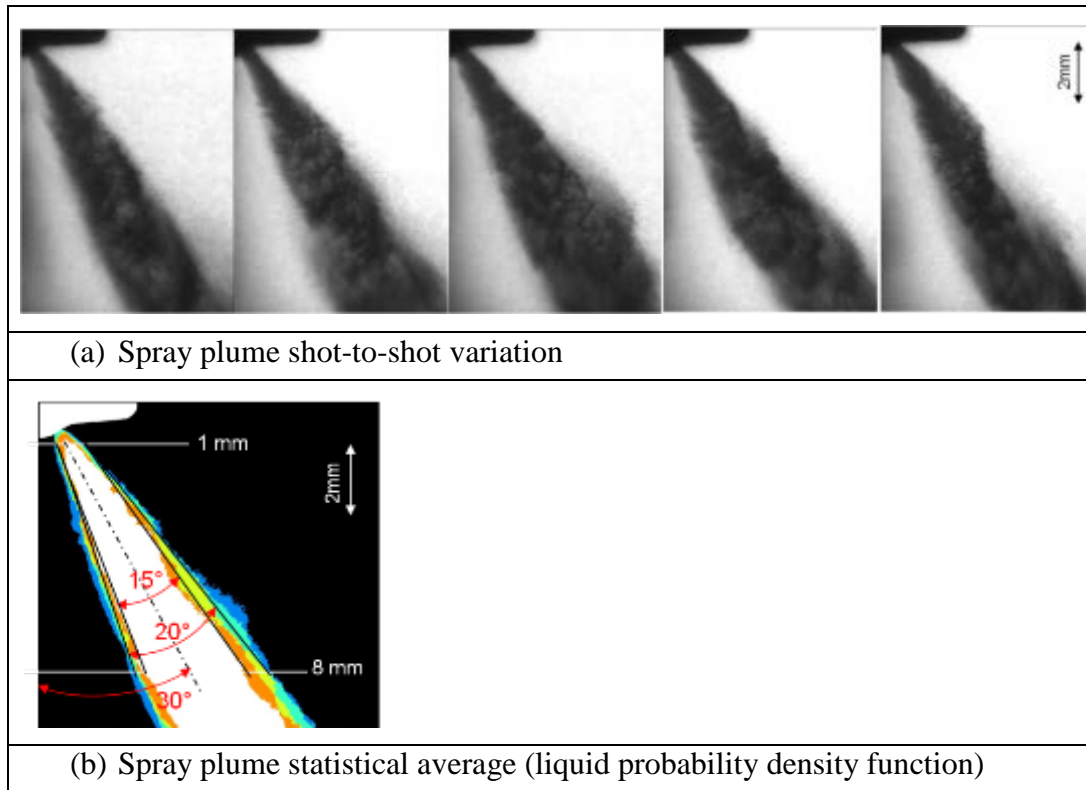 2mm
(a) Spray plume shot-to-shot variation
1 mm
2mm
15°
20°
8 mm
30°
(b) Spray plume statistical average (liquid probability density function)